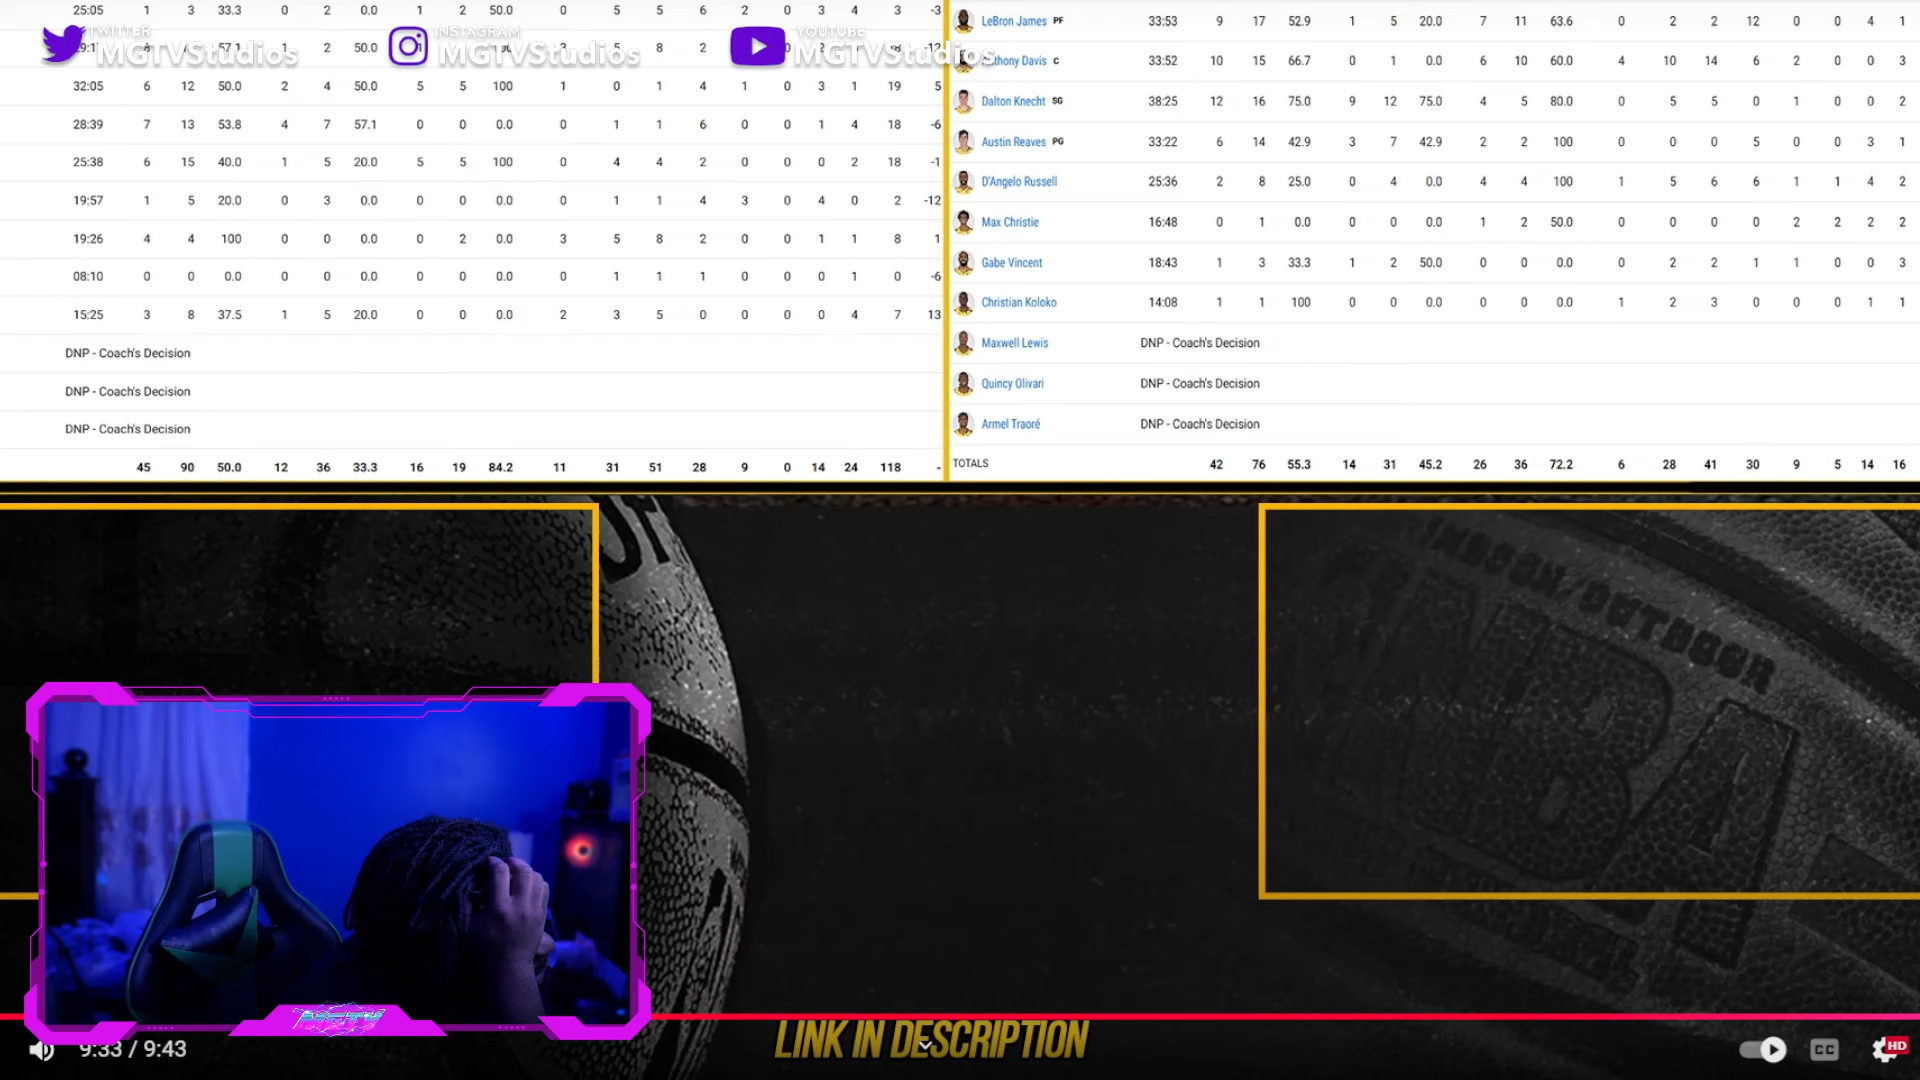 25:05 1 3 33.3 0 2 0.0 1 2 50.0 0 5 5 6 2 0 3 4 3 -3
TWITTER
MGTVStudios
INSTAGRAM
MGTVStudios
YOUTUBE
MGTVStudios
32:05 6 12 50.0 2 4 50.0 5 5 100 1 0 1 4 1 0 3 1 19 5
28:39 7 13 53.8 4 7 57.1 0 0 0.0 0 1 1 6 0 0 1 4 18 -6
25:38 6 15 40.0 1 5 20.0 5 5 100 0 4 4 2 0 0 0 2 18 -1
19:57 1 5 20.0 0 3 0.0 0 0 0.0 0 1 1 4 3 0 4 0 2 -12
19:26 4 4 100 0 0 0.0 0 2 0.0 3 5 8 2 0 0 1 1 8 1
08:10 0 0 0.0 0 0 0.0 0 0 0.0 0 1 1 1 0 0 0 1 0 -6
15:25 3 8 37.5 1 5 20.0 0 0 0.0 2 3 5 0 0 0 0 4 7 13
DNP - Coach's Decision
DNP - Coach's Decision
DNP - Coach's Decision
45 90 50.0 12 36 33.3 16 19 84.2 11 31 51 28 9 0 14 24 118 -
LeBron James PF 33:53 9 17 52.9 1 5 20.0 7 11 63.6 0 2 2 12 0 0 4 1
Anthony Davis C 33:52 10 15 66.7 0 1 0.0 6 10 60.0 4 10 14 6 2 0 0 3
Dalton Knecht SG 38:25 12 16 75.0 9 12 75.0 4 5 80.0 0 5 5 0 1 0 0 2
Austin Reaves PG 33:22 6 14 42.9 3 7 42.9 2 2 100 0 0 0 5 0 0 3 1
D'Angelo Russell 25:36 2 8 25.0 0 4 0.0 4 4 100 1 5 6 6 1 1 4 2
Max Christie 16:48 0 1 0.0 0 0 0.0 1 2 50.0 0 0 0 0 2 2 2 2
Gabe Vincent 18:43 1 3 33.3 1 2 50.0 0 0 0.0 0 2 2 1 1 0 0 3
Christian Koloko 14:08 1 1 100 0 0 0.0 0 0 0.0 1 2 3 0 0 0 1 1
Maxwell Lewis DNP - Coach's Decision
Quincy Olivari DNP - Coach's Decision
Armel Traoré DNP - Coach's Decision
TOTALS 42 76 55.3 14 31 45.2 26 36 72.2 6 28 41 30 9 5 14 16
INDOOR/OUTDOOR
NBA
MGTV
LINK IN DESCRIPTION
9:33 / 9:43
CC
HD